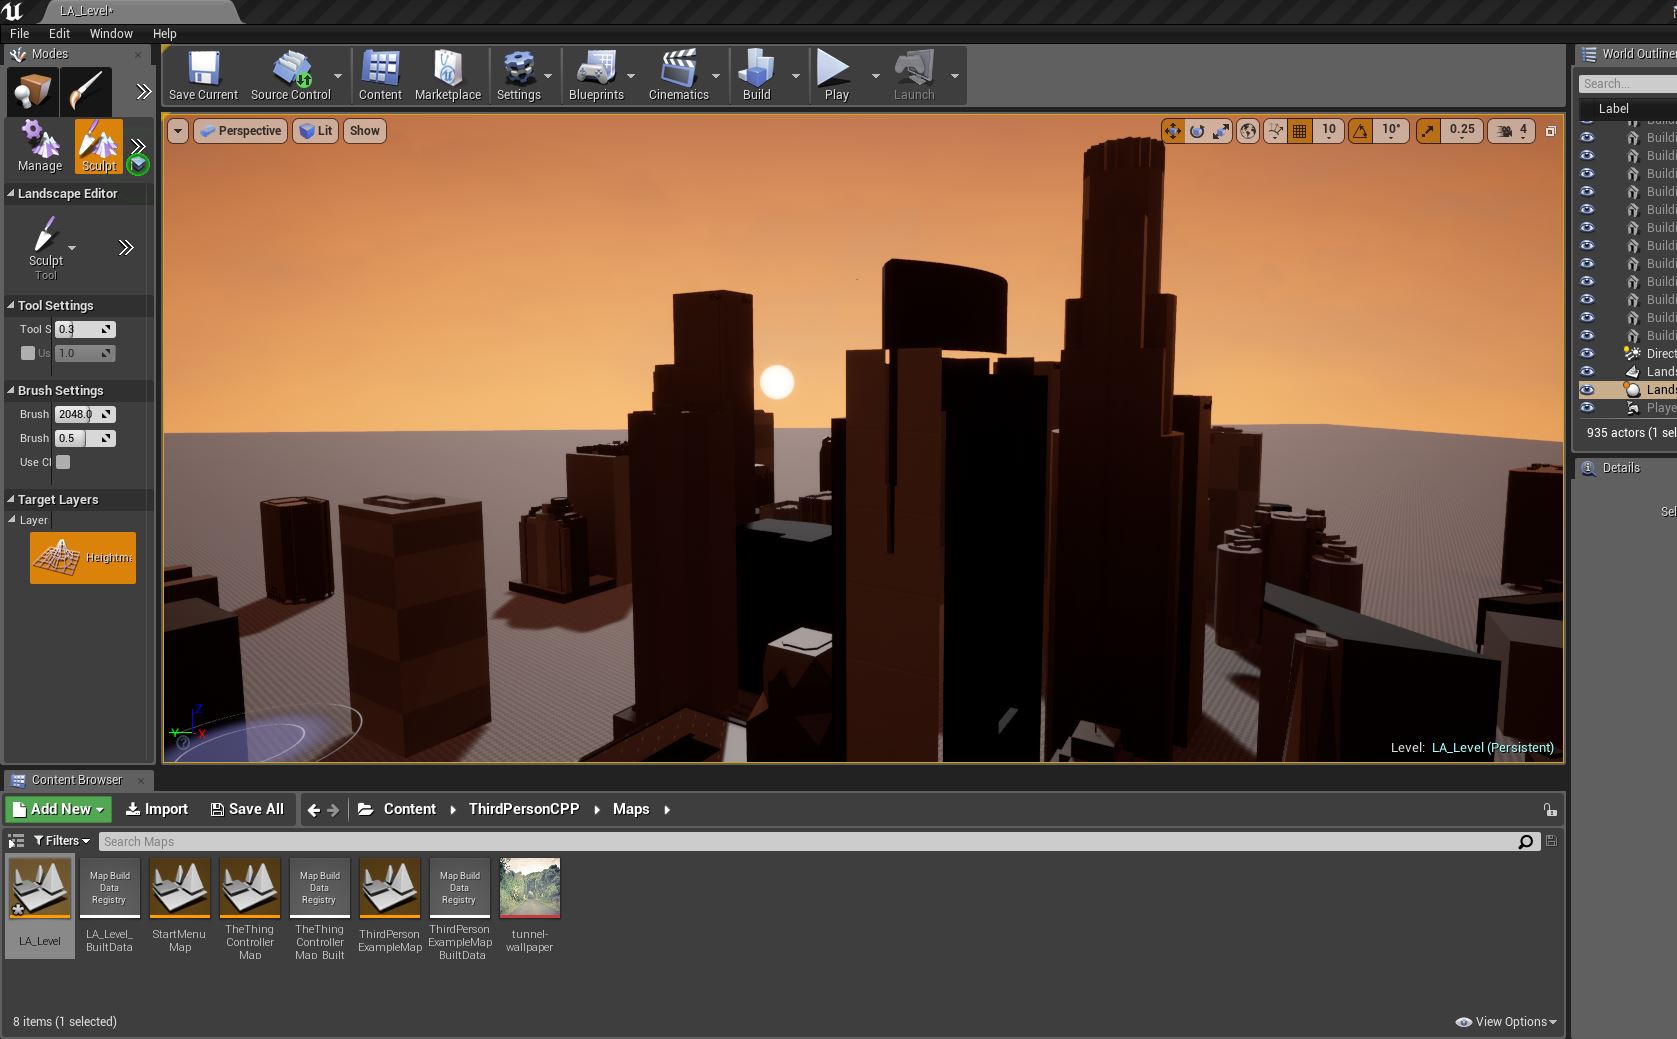 LA_Level*
File Edit Window Help
Modes
Save Current Source Control Content Marketplace Settings Blueprints Cinematics Build Play Launch
World Outliner
Search...
Label
Perspective Lit Show
10 10° 0.25 4
Manage Sculpt
Landscape Editor
Sculpt
Tool
Tool Settings
Tool S 0.3
Us 1.0
Brush Settings
Brush 2048.0
Brush 0.5
Use Cl
Target Layers
Layer
Heightm
Buildi
Buildi
Buildi
Buildi
Buildi
Buildi
Buildi
Buildi
Buildi
Buildi
Buildi
Buildi
Buildi
Direct
Lands
Lands
Playe
935 actors (1 sel
Details
Sel
Z
Y
X
Level: LA_Level (Persistent)
Content Browser
Add New Import Save All Content ThirdPersonCPP Maps
Filters Search Maps
Map Build
Data
Registry
Map Build
Data
Registry
Map Build
Data
Registry
LA_Level
LA_Level_
BuiltData
StartMenu
Map
TheThing
Controller
Map
TheThing
Controller
Map_Built
ThirdPerson
ExampleMap
ThirdPerson
ExampleMap
BuiltData
tunnel-
wallpaper
8 items (1 selected)
View Options